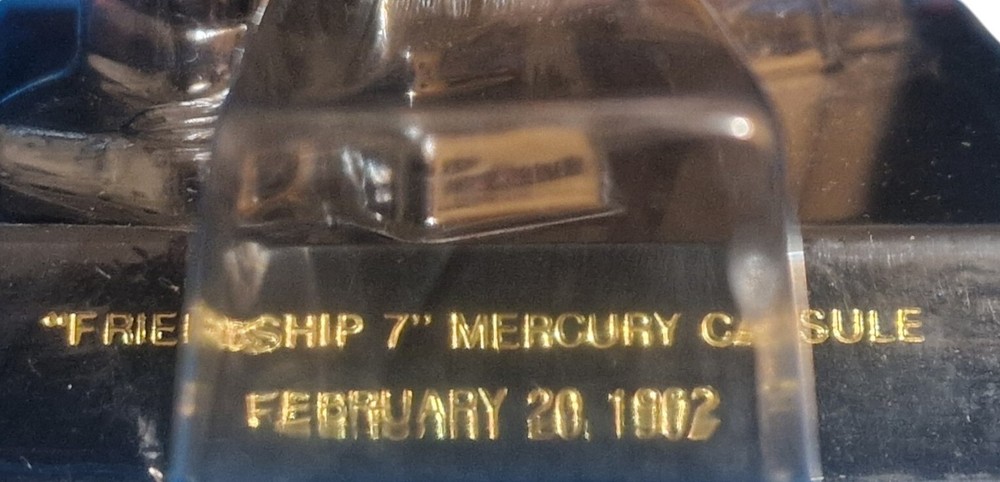 "FRIENDSHIP 7" MERCURY CAPSULE
FEBRUARY 20, 1962